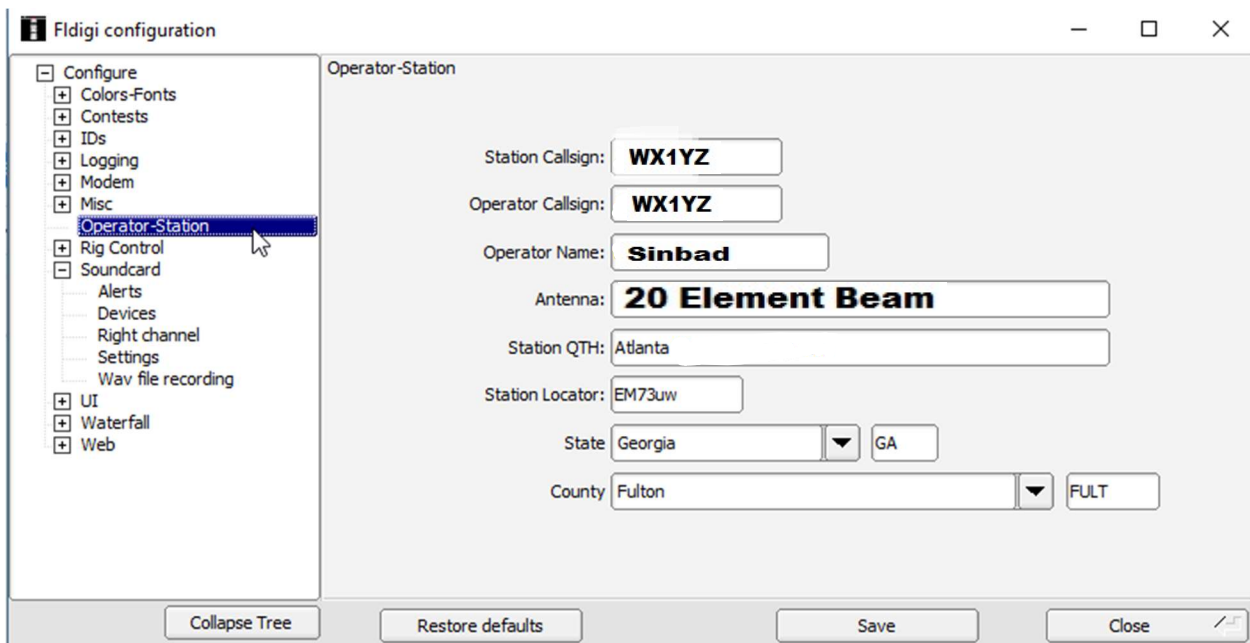 Fldigi configuration
Configure
Colors-Fonts
Contests
IDs
Logging
Modem
Misc
Operator-Station
Rig Control
Soundcard
Alerts
Devices
Right channel
Settings
Wav file recording
UI
Waterfall
Web
Collapse Tree
Operator-Station
Station Callsign: WX1YZ
Operator Callsign: WX1YZ
Operator Name: Sinbad
Antenna: 20 Element Beam
Station QTH: Atlanta
Station Locator: EM73uw
State Georgia GA
County Fulton FULT
Restore defaults Save Close